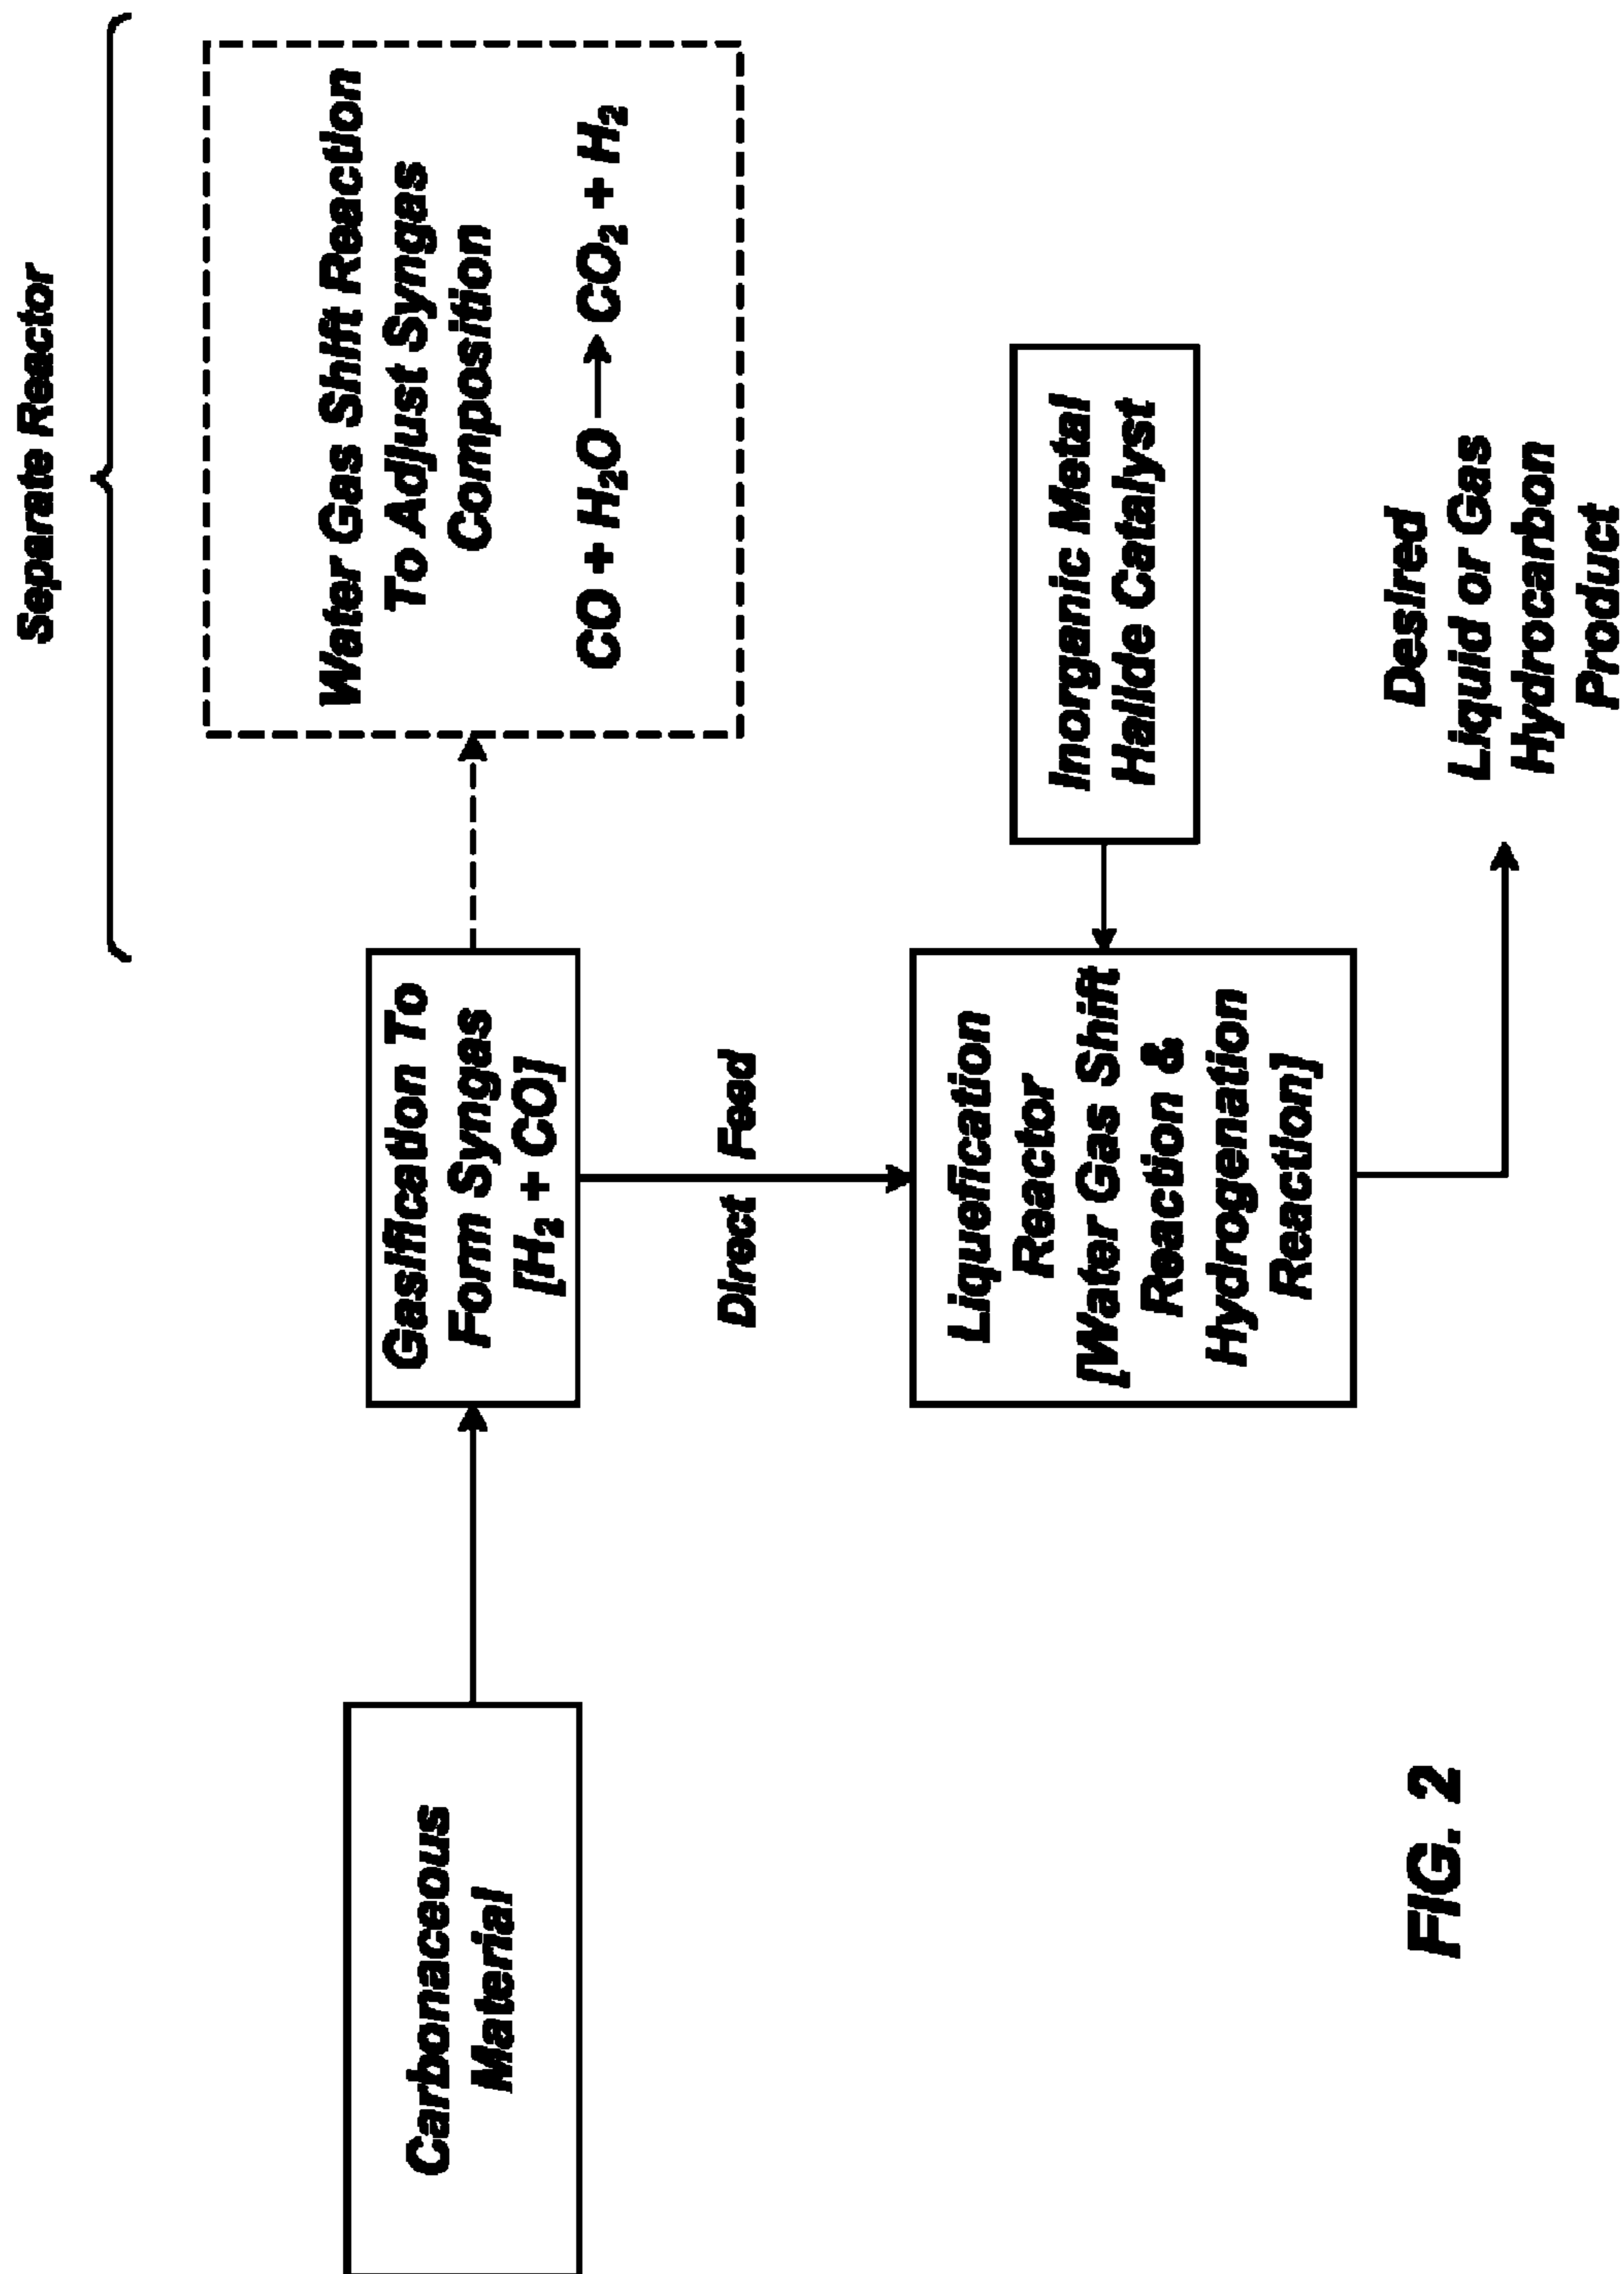 Separate Reactor
Water Gas Shift Reaction
To Adjust Syngas
Composition
CO + H₂O → CO₂ + H₂
Carbonaceous
Material
Gasification To
Form Syngas
[H₂ + CO]
Direct Feed
Liquefication
Reactor
[Water Gas Shift
Reaction &
Hydrogenation
Reaction]
Inorganic Metal
Halide Catalyst
Desired
Liquid or Gas
Hydrocarbon
Product
FIG. 2